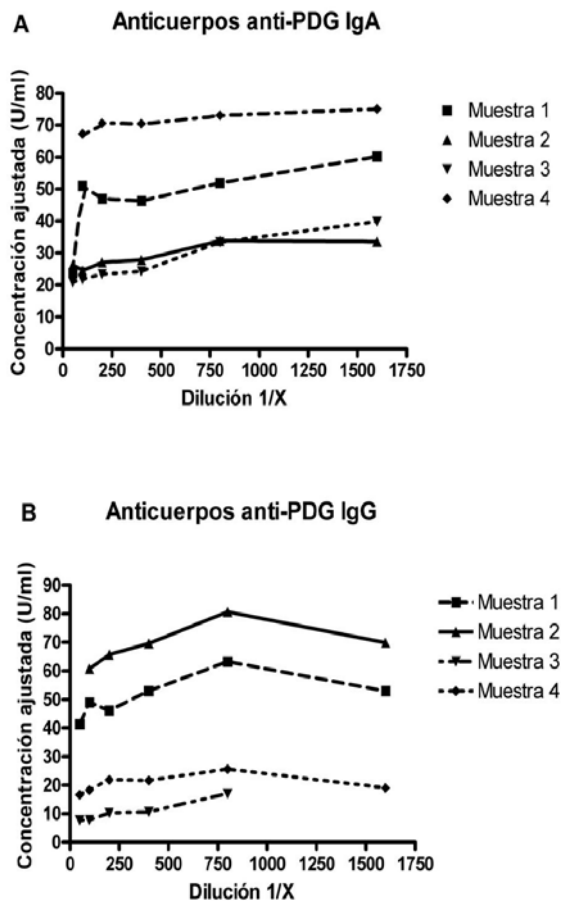 A
Anticuerpos anti-PDG IgA
Concentración ajustada (U/ml)
80
70
60
50
40
30
20
10
0
0 250 500 750 1000 1250 1500 1750
Dilución 1/X
Muestra 1
Muestra 2
Muestra 3
Muestra 4
B
Anticuerpos anti-PDG IgG
Concentración ajustada (U/ml)
90
80
70
60
50
40
30
20
10
0
0 250 500 750 1000 1250 1500 1750
Dilución 1/X
Muestra 1
Muestra 2
Muestra 3
Muestra 4